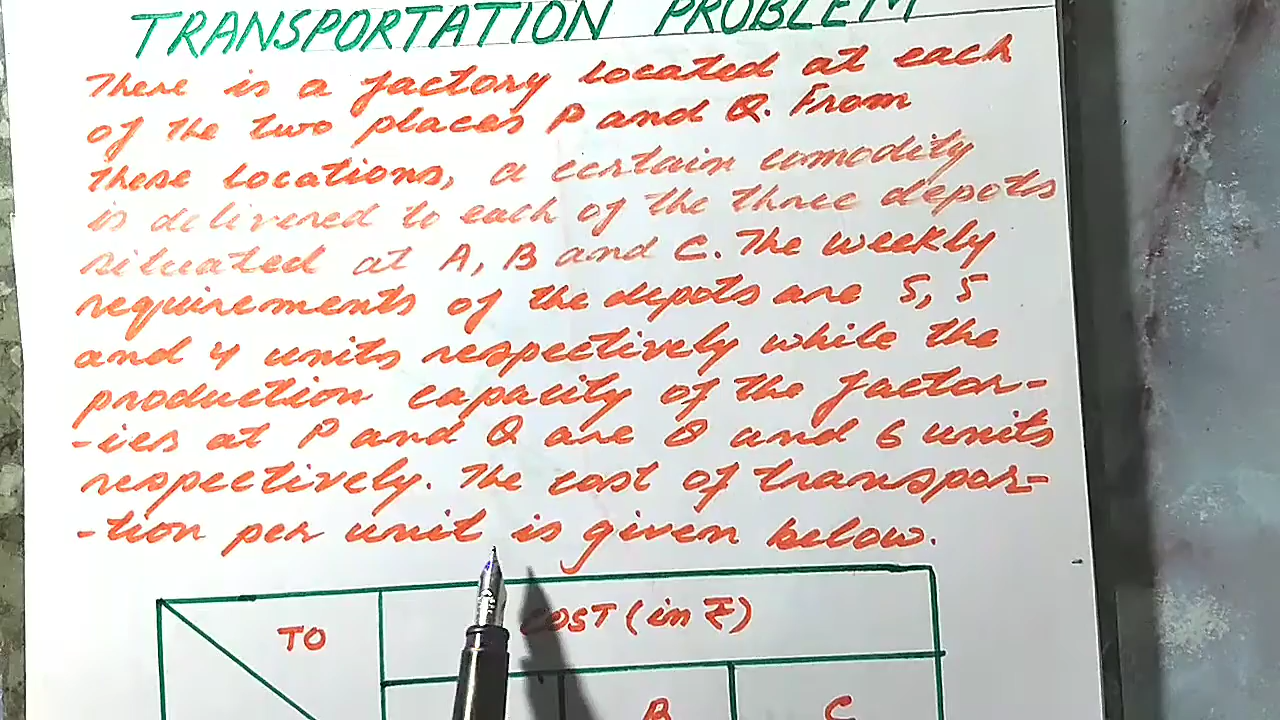 TRANSPORTATION PROBLEM
There is a factory located at each
of the two places P and Q. From
these locations, a certain comodity
is delivered to each of the three depots
situated at A, B and C. The weekly
requirements of the depots are 5, 5
and 4 units respectively while the
production capacity of the factor-
-ies at P and Q are 8 and 6 units
respectively. The cost of transpor-
-tion per unit is given below.
TO COST (in ₹)
B C